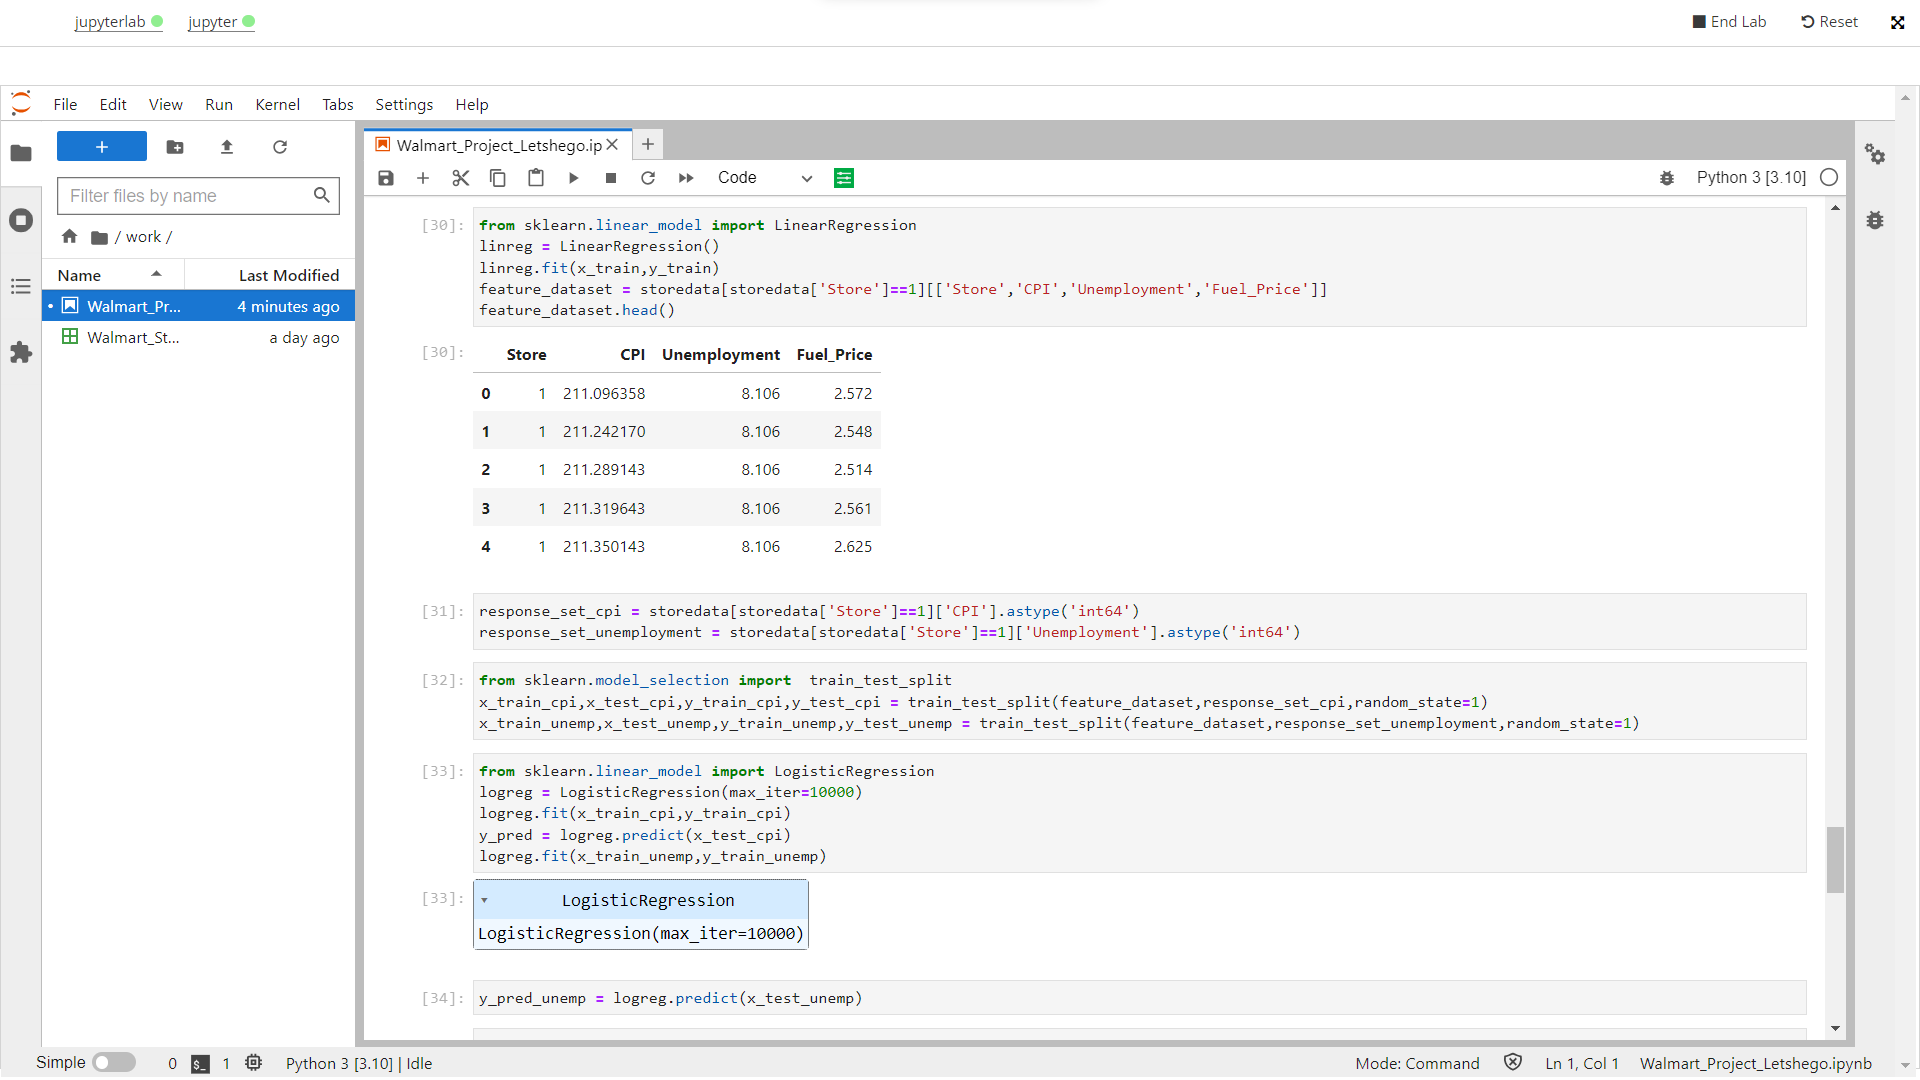 jupyterlab jupyter End Lab Reset
File Edit View Run Kernel Tabs Settings Help
+
Filter files by name
/ work /
Name Last Modified
Walmart_Pr... 4 minutes ago
Walmart_St... a day ago
Walmart_Project_Letshego.ip
Code Python 3 [3.10]
[30]: from sklearn.linear_model import LinearRegression
linreg = LinearRegression()
linreg.fit(x_train,y_train)
feature_dataset = storedata[storedata['Store']==1][['Store','CPI','Unemployment','Fuel_Price']]
feature_dataset.head()
[30]: Store CPI Unemployment Fuel_Price
0 1 211.096358 8.106 2.572
1 1 211.242170 8.106 2.548
2 1 211.289143 8.106 2.514
3 1 211.319643 8.106 2.561
4 1 211.350143 8.106 2.625
[31]: response_set_cpi = storedata[storedata['Store']==1]['CPI'].astype('int64')
response_set_unemployment = storedata[storedata['Store']==1]['Unemployment'].astype('int64')
[32]: from sklearn.model_selection import  train_test_split
x_train_cpi,x_test_cpi,y_train_cpi,y_test_cpi = train_test_split(feature_dataset,response_set_cpi,random_state=1)
x_train_unemp,x_test_unemp,y_train_unemp,y_test_unemp = train_test_split(feature_dataset,response_set_unemployment,random_state=1)
[33]: from sklearn.linear_model import LogisticRegression
logreg = LogisticRegression(max_iter=10000)
logreg.fit(x_train_cpi,y_train_cpi)
y_pred = logreg.predict(x_test_cpi)
logreg.fit(x_train_unemp,y_train_unemp)
[33]: LogisticRegression
LogisticRegression(max_iter=10000)
[34]: y_pred_unemp = logreg.predict(x_test_unemp)
Simple 0 $_ 1 Python 3 [3.10] | Idle Mode: Command Ln 1, Col 1 Walmart_Project_Letshego.ipynb